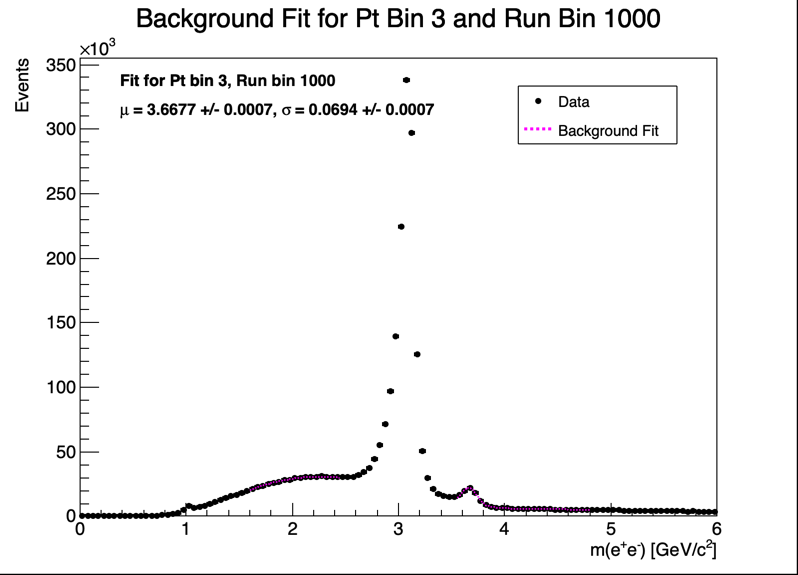 Background Fit for Pt Bin 3 and Run Bin 1000
×10³
Events
Fit for Pt bin 3, Run bin 1000
μ = 3.6677 +/- 0.0007, σ = 0.0694 +/- 0.0007
Data
Background Fit
350
300
250
200
150
100
50
0
0 1 2 3 4 5 6
m(e⁺e⁻) [GeV/c²]